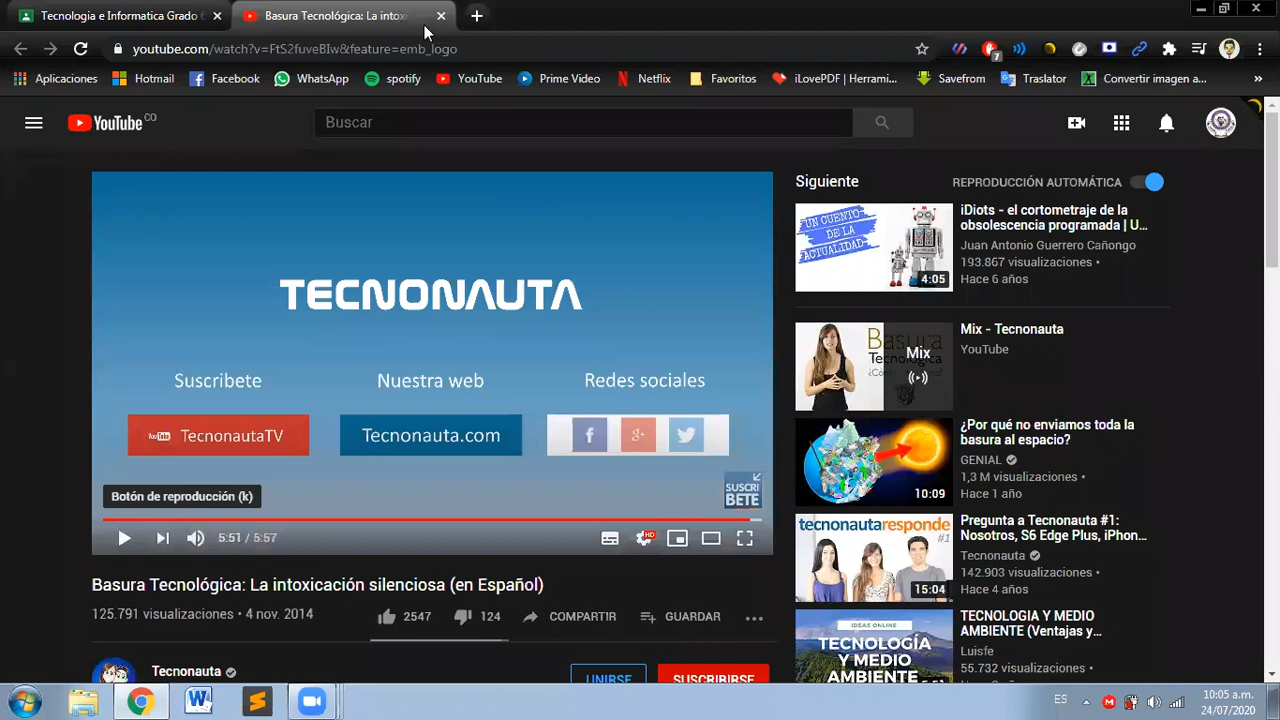 Tecnologia e Informatica Grado 6
Basura Tecnológica: La intox
youtube.com/watch?v=FtS2fuveBIw&feature=emb_logo
7
Aplicaciones
Hotmail
Facebook
WhatsApp
spotify
YouTube
Prime Video
Netflix
Favoritos
iLovePDF | Herrami...
Savefrom
Traslator
Convertir imagen a...
»
YouTube CO
Buscar
TECNONAUTA
Suscribete
Nuestra web
Redes sociales
You Tube TecnonautaTV
Tecnonauta.com
f
g+
SUSCRI
BETE
Botón de reproducción (k)
5:51 / 5:57
HD
Basura Tecnológica: La intoxicación silenciosa (en Español)
125.791 visualizaciones • 4 nov. 2014
2547
124
COMPARTIR
GUARDAR
Tecnonauta
UNIRSE
SUSCRIBIRSE
Siguiente
REPRODUCCIÓN AUTOMÁTICA
UN CUENTO
DE LA
ACTUALIDAD
4:05
iDiots - el cortometraje de la
obsolescencia programada | U...
Juan Antonio Guerrero Cañongo
193.867 visualizaciones •
Hace 6 años
Basura
Tecnológica
Mix
Mix - Tecnonauta
YouTube
10:09
¿Por qué no enviamos toda la
basura al espacio?
GENIAL
1,3 M visualizaciones •
Hace 1 año
tecnonautaresponde
#1
15:04
Pregunta a Tecnonauta #1:
Nosotros, S6 Edge Plus, iPhon...
Tecnonauta
142.903 visualizaciones •
Hace 4 años
IDEAS ONLINE
TECNOLOGÍA
Y MEDIO
AMBIENTE
TECNOLOGIA Y MEDIO
AMBIENTE (Ventajas y...
Luisfe
55.732 visualizaciones •
ES
10:05 a.m.
24/07/2020